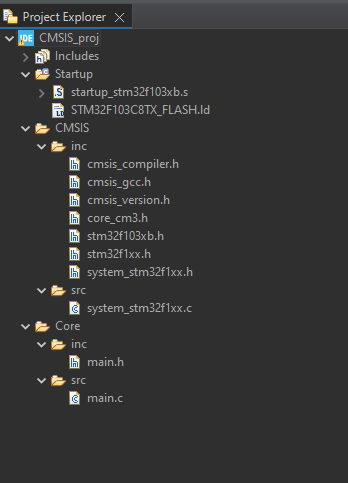 Project Explorer
IDE CMSIS_proj
Includes
Startup
startup_stm32f103xb.s
STM32F103C8TX_FLASH.ld
CMSIS
inc
cmsis_compiler.h
cmsis_gcc.h
cmsis_version.h
core_cm3.h
stm32f103xb.h
stm32f1xx.h
system_stm32f1xx.h
src
system_stm32f1xx.c
Core
inc
main.h
src
main.c